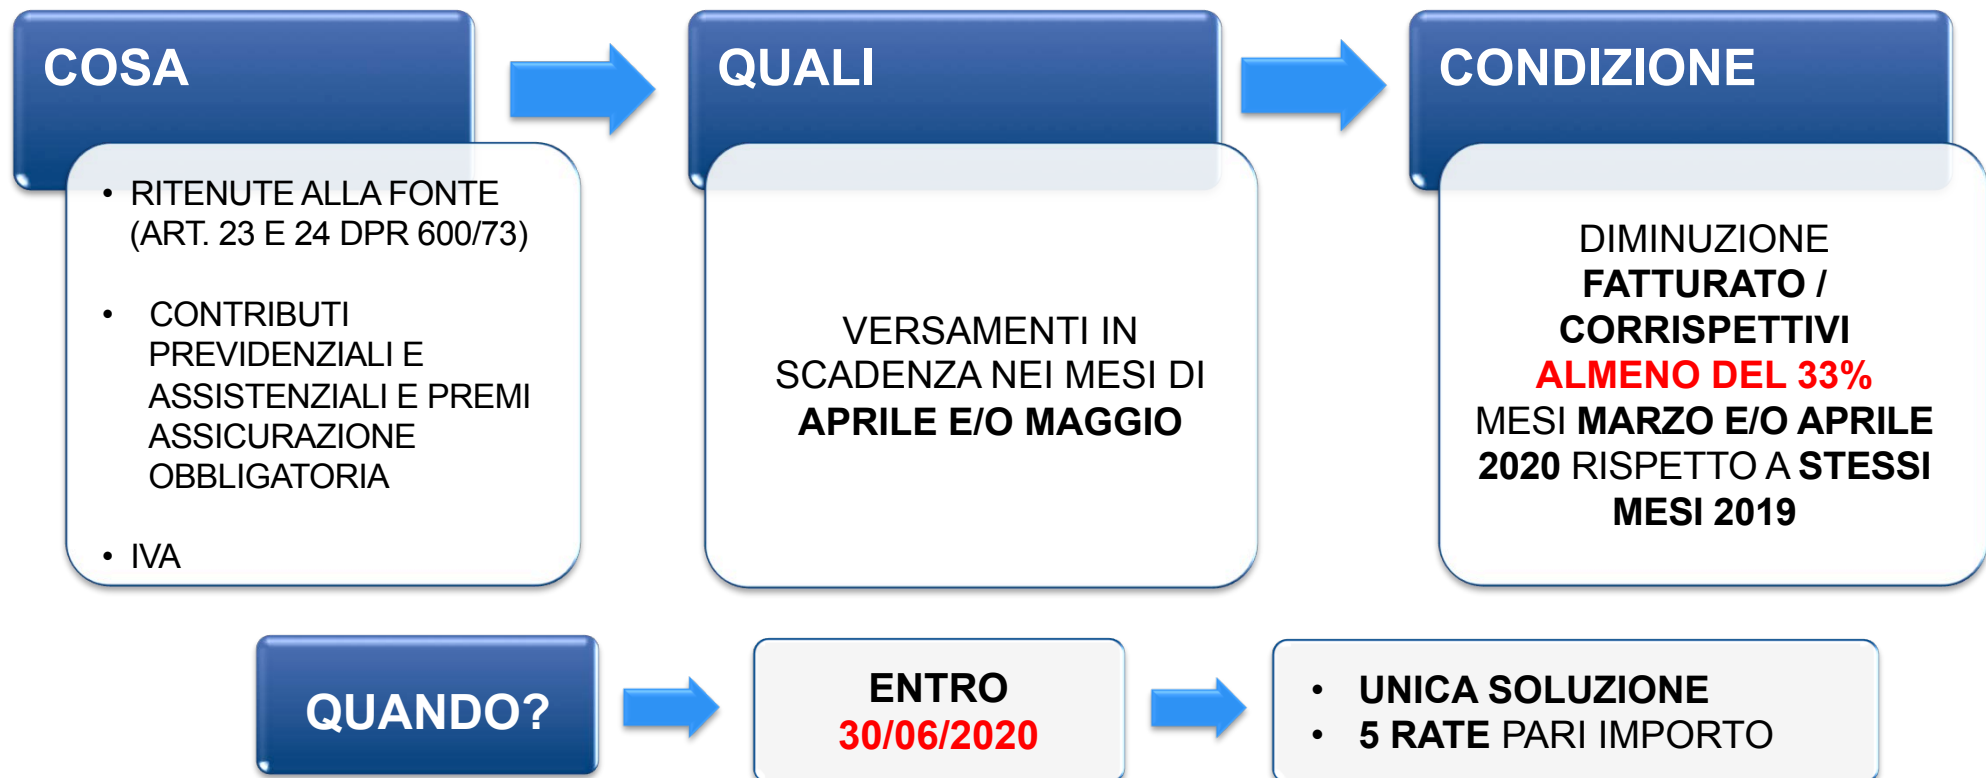 COSA
• RITENUTE ALLA FONTE
(ART. 23 E 24 DPR 600/73)
• CONTRIBUTI
PREVIDENZIALI E
ASSISTENZIALI E PREMI
ASSICURAZIONE
OBBLIGATORIA
• IVA
QUALI
VERSAMENTI IN
SCADENZA NEI MESI DI
APRILE E/O MAGGIO
CONDIZIONE
DIMINUZIONE
FATTURATO /
CORRISPETTIVI
ALMENO DEL 33%
MESI MARZO E/O APRILE
2020 RISPETTO A STESSI
MESI 2019
QUANDO?
ENTRO
30/06/2020
• UNICA SOLUZIONE
• 5 RATE PARI IMPORTO